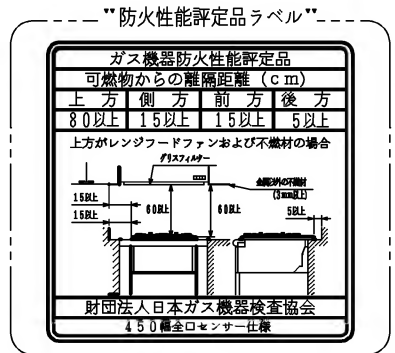 防火性能評定品ラベル
ガス機器防火性能評定品
可燃物からの離隔距離(cm)
上方 側方 前方 後方
80以上 15以上 15以上 5以上
上方がレンジフードファンおよび不燃材の場合
グリスフィルター
金属以外の不燃材
(3mm以上)
15以上
15以上
60以上
60以上
5以上
財団法人日本ガス機器検査協会
450幅全口センサー仕様